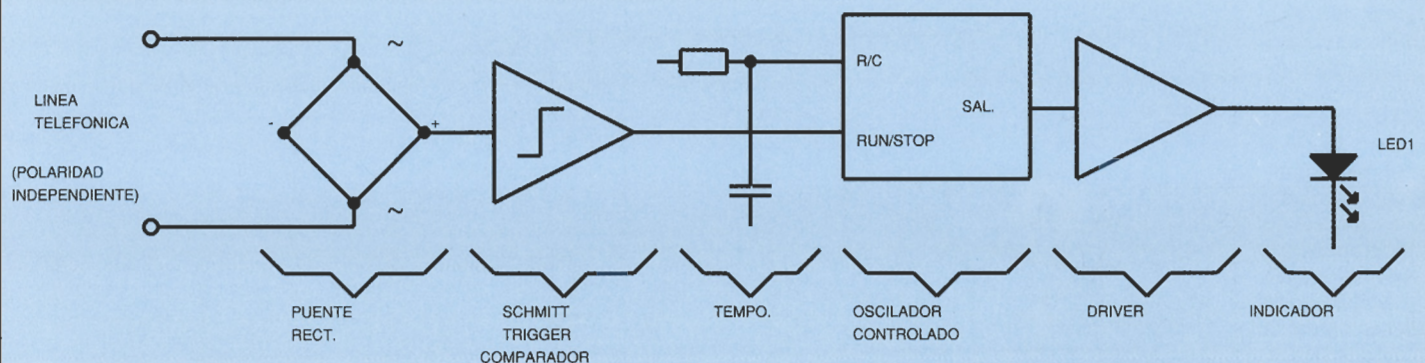 LINEA
TELEFONICA
(POLARIDAD
INDEPENDIENTE)
~
-
+
~
R/C
SAL.
RUN/STOP
LED1
PUENTE
RECT.
SCHMITT
TRIGGER
COMPARADOR
TEMPO.
OSCILADOR
CONTROLADO
DRIVER
INDICADOR